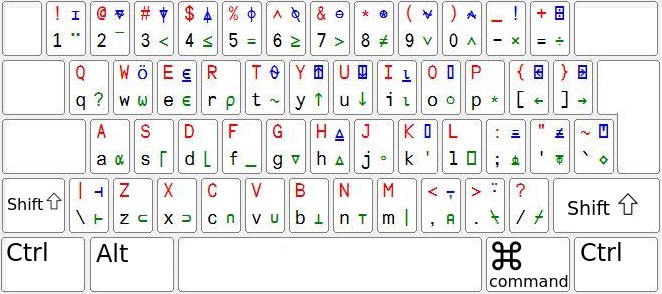 ! ⌶ @ ⍫ # ⍒ $ ⍋ % ⌽ ^ ⍉ & ⊖ * ⍟ ( ⍱ ) ⍲ _ ! + ⌹
1 ¨ 2 ¯ 3 < 4 ≤ 5 = 6 ≥ 7 > 8 ≠ 9 ∨ 0 ∧ - × = ÷
Q W E ⍷ R T Y ⍐ U ⍗ I ⍸ O ⌷ P { ⍇ } ⍈
q ? w ω e ∊ r ⍴ t ~ y ↑ u ↓ i ⍳ o ○ p * [ ← ] →
A S D F G H ⍙ J K ⌷ L : ≡ " ≢ ~ ⍞
a ⍺ s ⌈ d ⌊ f _ g ∇ h ∆ j ∘ k ' l ⎕ ; ⍎ ' ⍕ ` ⋄
| ⊣ Z X C V B N M < ⍪ > ?
Shift \ ⊢ z ⊂ x ⊃ c ∩ v ∪ b ⊥ n ⊤ m | , ⍝ . ⍀ / ⌿ Shift
Ctrl Alt ⌘ Ctrl
command